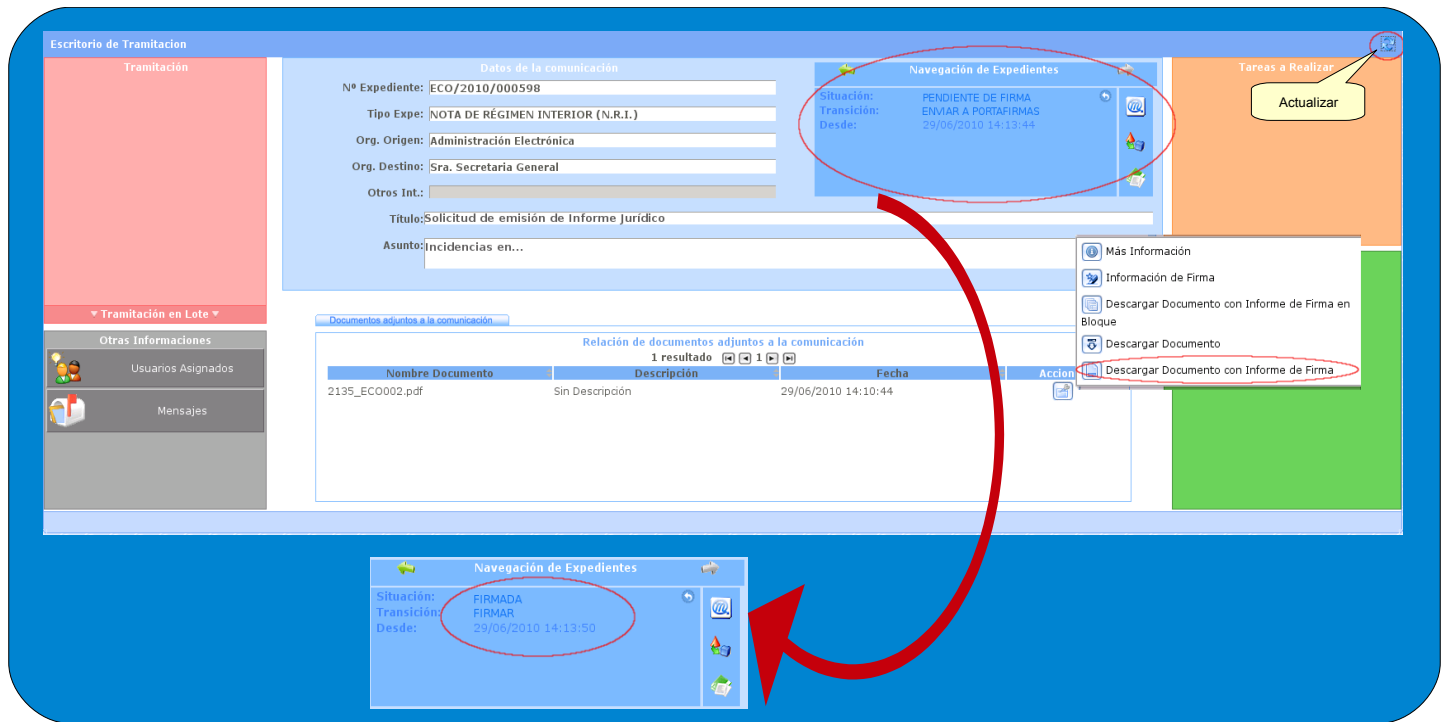 Escritorio de Tramitacion
Tramitación
Datos de la comunicación
Nº Expediente: ECO/2010/000598
Tipo Expe: NOTA DE RÉGIMEN INTERIOR (N.R.I.)
Org. Origen: Administración Electrónica
Org. Destino: Sra. Secretaria General
Otros Int.:
Título: Solicitud de emisión de Informe Jurídico
Asunto: Incidencias en...
Navegación de Expedientes
Situación: PENDIENTE DE FIRMA
Transición: ENVIAR A PORTAFIRMAS
Desde: 29/06/2010 14:13:44
Tareas a Realizar
Actualizar
Más Información
Información de Firma
Descargar Documento con Informe de Firma en
Bloque
Descargar Documento
Descargar Documento con Informe de Firma
Tramitación en Lote
Otras Informaciones
Usuarios Asignados
Mensajes
Documentos adjuntos a la comunicación
Relación de documentos adjuntos a la comunicación
1 resultado 1
Nombre Documento Descripción Fecha Accion
2135_ECO002.pdf Sin Descripción 29/06/2010 14:10:44
Navegación de Expedientes
Situación: FIRMADA
Transición: FIRMAR
Desde: 29/06/2010 14:13:50